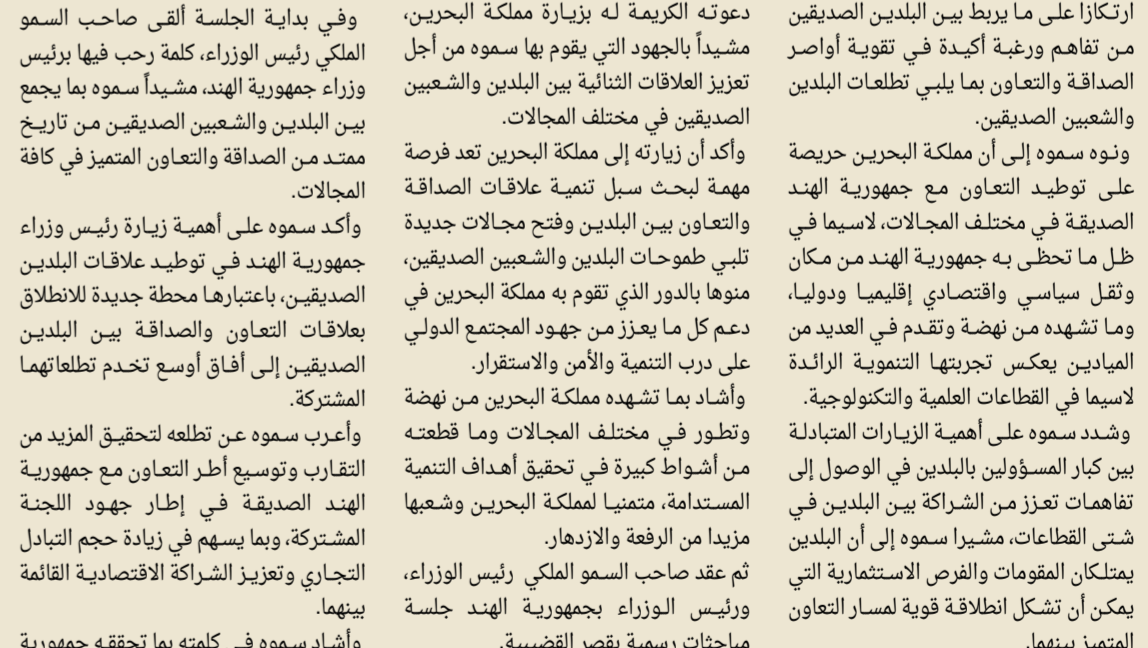 ارتكازا على ما يربط بين البلدين الصديقين
من تفاهم ورغبة أكيدة في تقوية أواصر
الصداقة والتعاون بما يلبي تطلعات البلدين
والشعبين الصديقين.
ونوه سموه إلى أن مملكة البحرين حريصة
على توطيد التعاون مع جمهورية الهند
الصديقة في مختلف المجالات، لاسيما في
ظل ما تحظى به جمهورية الهند من مكان
وثقل سياسي واقتصادي إقليميا ودوليا،
وما تشهده من نهضة وتقدم في العديد من
الميادين يعكس تجربتها التنموية الرائدة
لاسيما في القطاعات العلمية والتكنولوجية.
وشدد سموه على أهمية الزيارات المتبادلة
بين كبار المسؤولين بالبلدين في الوصول إلى
تفاهمات تعزز من الشراكة بين البلدين في
شتى القطاعات، مشيرا سموه إلى أن البلدين
يمتلكان المقومات والفرص الاستثمارية التي
يمكن أن تشكل انطلاقة قوية لمسار التعاون
المتميز بينهما.
دعوته الكريمة له بزيارة مملكة البحرين،
مشيداً بالجهود التي يقوم بها سموه من أجل
تعزيز العلاقات الثنائية بين البلدين والشعبين
الصديقين في مختلف المجالات.
وأكد أن زيارته إلى مملكة البحرين تعد فرصة
مهمة لبحث سبل تنمية علاقات الصداقة
والتعاون بين البلدين وفتح مجالات جديدة
تلبي طموحات البلدين والشعبين الصديقين،
منوها بالدور الذي تقوم به مملكة البحرين في
دعم كل ما يعزز من جهود المجتمع الدولي
على درب التنمية والأمن والاستقرار.
وأشاد بما تشهده مملكة البحرين من نهضة
وتطور في مختلف المجالات وما قطعته
من أشواط كبيرة في تحقيق أهداف التنمية
المستدامة، متمنيا لمملكة البحرين وشعبها
مزيدا من الرفعة والازدهار.
ثم عقد صاحب السمو الملكي رئيس الوزراء،
ورئيس الوزراء بجمهورية الهند جلسة
مباحثات رسمية بقصر القضيبية.
وفي بداية الجلسة ألقى صاحب السمو
الملكي رئيس الوزراء، كلمة رحب فيها برئيس
وزراء جمهورية الهند، مشيداً سموه بما يجمع
بين البلدين والشعبين الصديقين من تاريخ
ممتد من الصداقة والتعاون المتميز في كافة
المجالات.
وأكد سموه على أهمية زيارة رئيس وزراء
جمهورية الهند في توطيد علاقات البلدين
الصديقين، باعتبارها محطة جديدة للانطلاق
بعلاقات التعاون والصداقة بين البلدين
الصديقين إلى أفاق أوسع تخدم تطلعاتهما
المشتركة.
وأعرب سموه عن تطلعه لتحقيق المزيد من
التقارب وتوسيع أطر التعاون مع جمهورية
الهند الصديقة في إطار جهود اللجنة
المشتركة، وبما يسهم في زيادة حجم التبادل
التجاري وتعزيز الشراكة الاقتصادية القائمة
بينهما.
وأشاد سموه في كلمته بما تحققه جمهورية